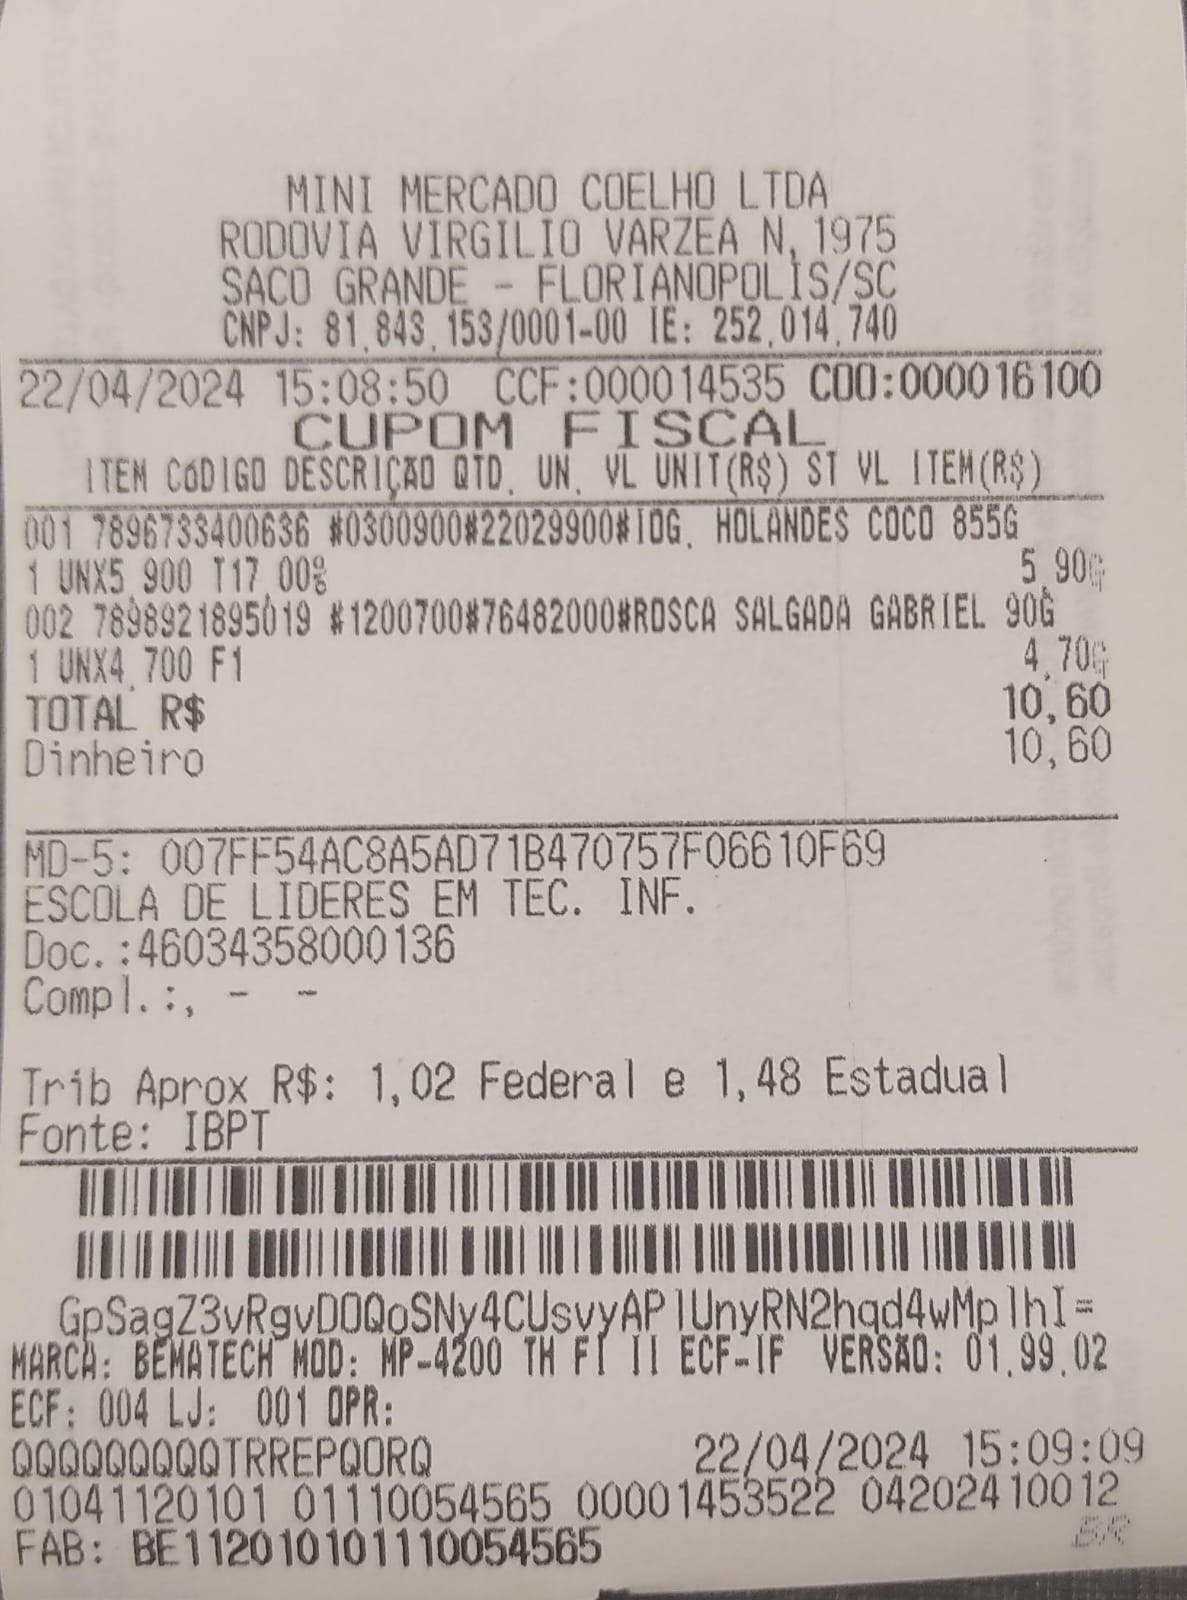 MINI MERCADO COELHO LTDA
RODOVIA VIRGILIO VARZEA N. 1975
SACO GRANDE - FLORIANOPOLIS/SC
CNPJ: 81.843.153/0001-00 IE: 252.014.740
22/04/2024 15:08:50 CCF:000014535 COO:000016100
CUPOM FISCAL
ITEM CÓDIGO DESCRIÇÃO QTD. UN. VL UNIT(R$) ST VL ITEM(R$)
001 7896733400636 #0300900#22029900#IOG. HOLANDES COCO 855G
1 UNX5,900 T17,00% 5,90G
002 7898921895019 #1200700#76482000#ROSCA SALGADA GABRIEL 90G
1 UNX4,700 F1 4,70G
TOTAL R$ 10,60
Dinheiro 10,60
MD-5: 007FF54AC8A5AD71B470757F06610F69
ESCOLA DE LIDERES EM TEC. INF.
Doc.:46034358000136
Compl.:, - -
Trib Aprox R$: 1,02 Federal e 1,48 Estadual
Fonte: IBPT
GpSagZ3vRgvD0QoSNy4CUsvyAPlUnyRN2hqd4wMplhI=
MARCA: BEMATECH MOD: MP-4200 TH FI II ECF-IF VERSÃO: 01.99.02
ECF: 004 LJ: 001 OPR:
QQQQQQQQQTRREPQORQ 22/04/2024 15:09:09
01041120101 01110054565 00001453522 04202410012
FAB: BE112010101110054565
BR